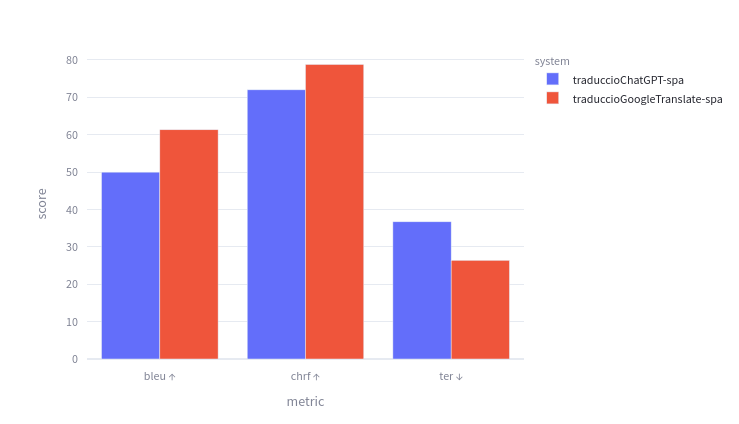 80
70
60
50
40
30
20
10
0
score
bleu ↑
chrf ↑
ter ↓
metric
system
traduccioChatGPT-spa
traduccioGoogleTranslate-spa